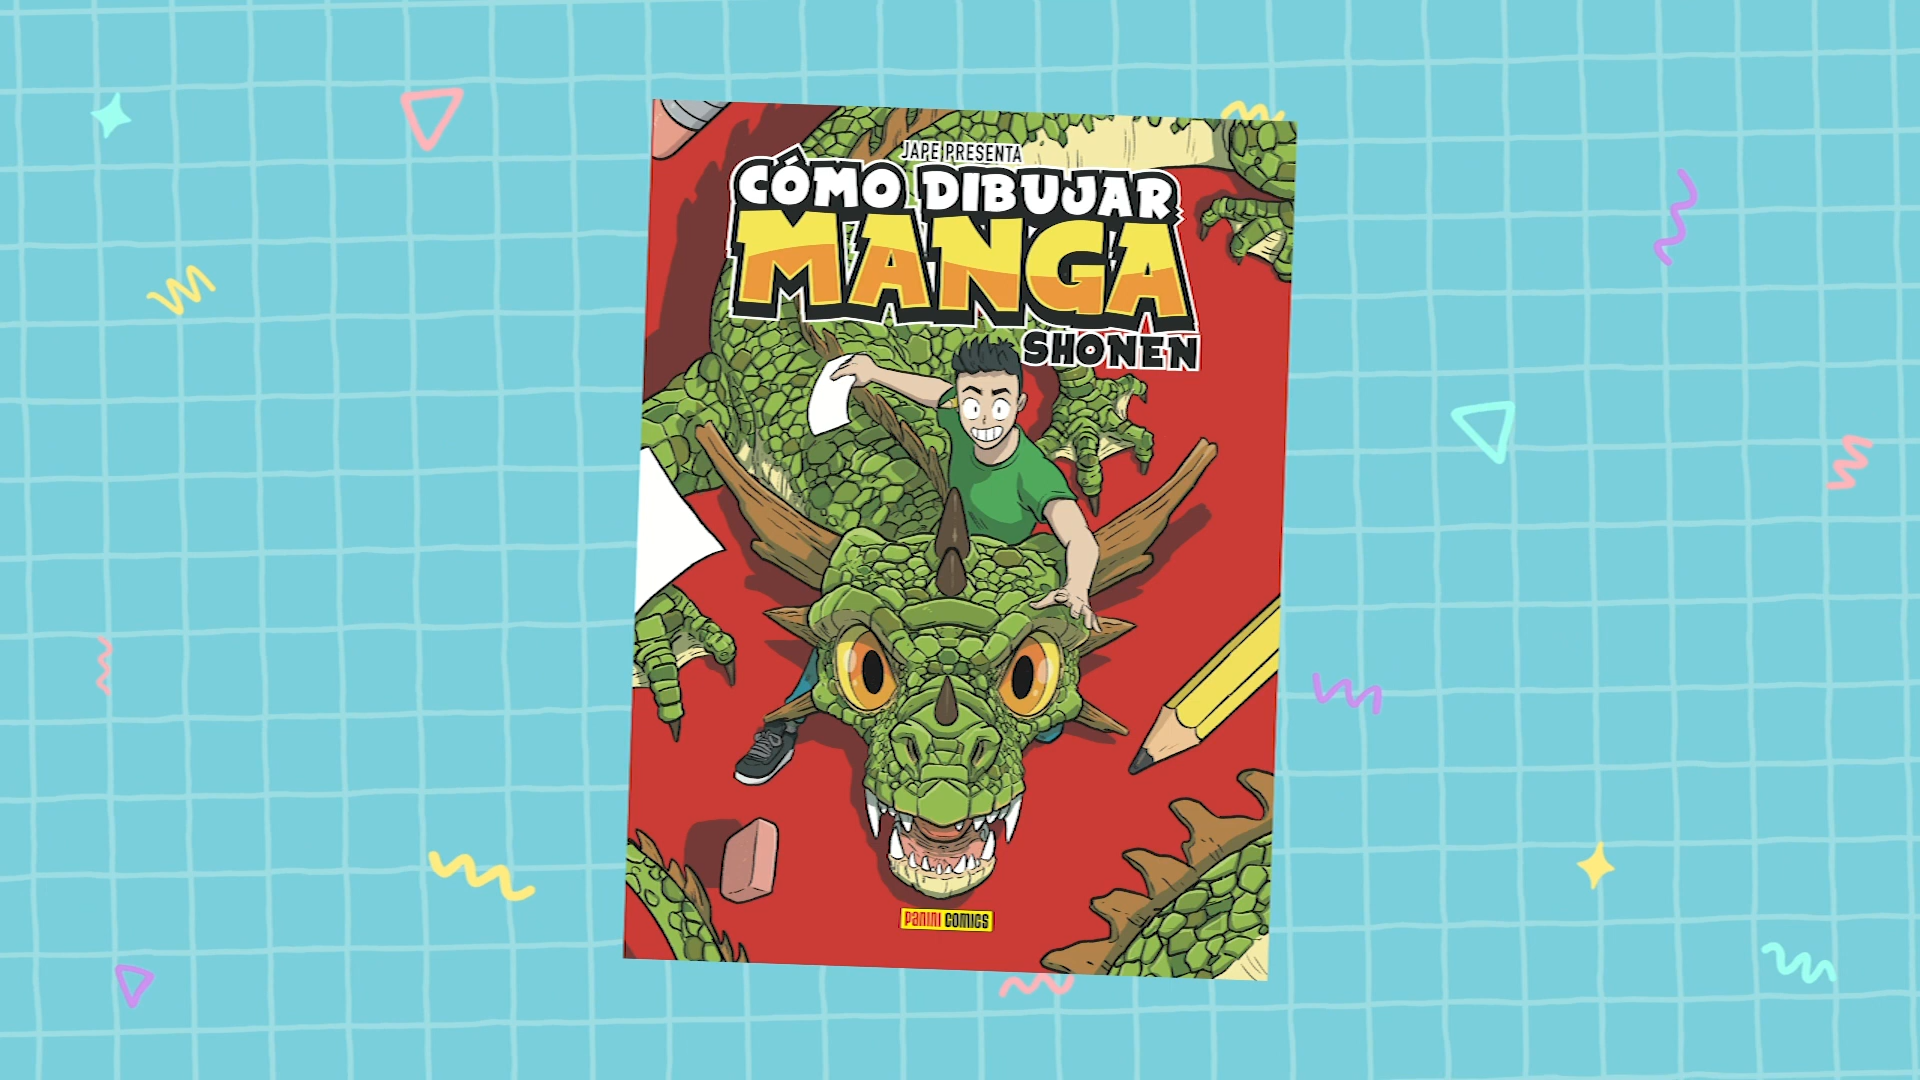 JAPE PRESENTA
CÓMO DIBUJAR
MANGA
SHONEN
PANINI COMICS